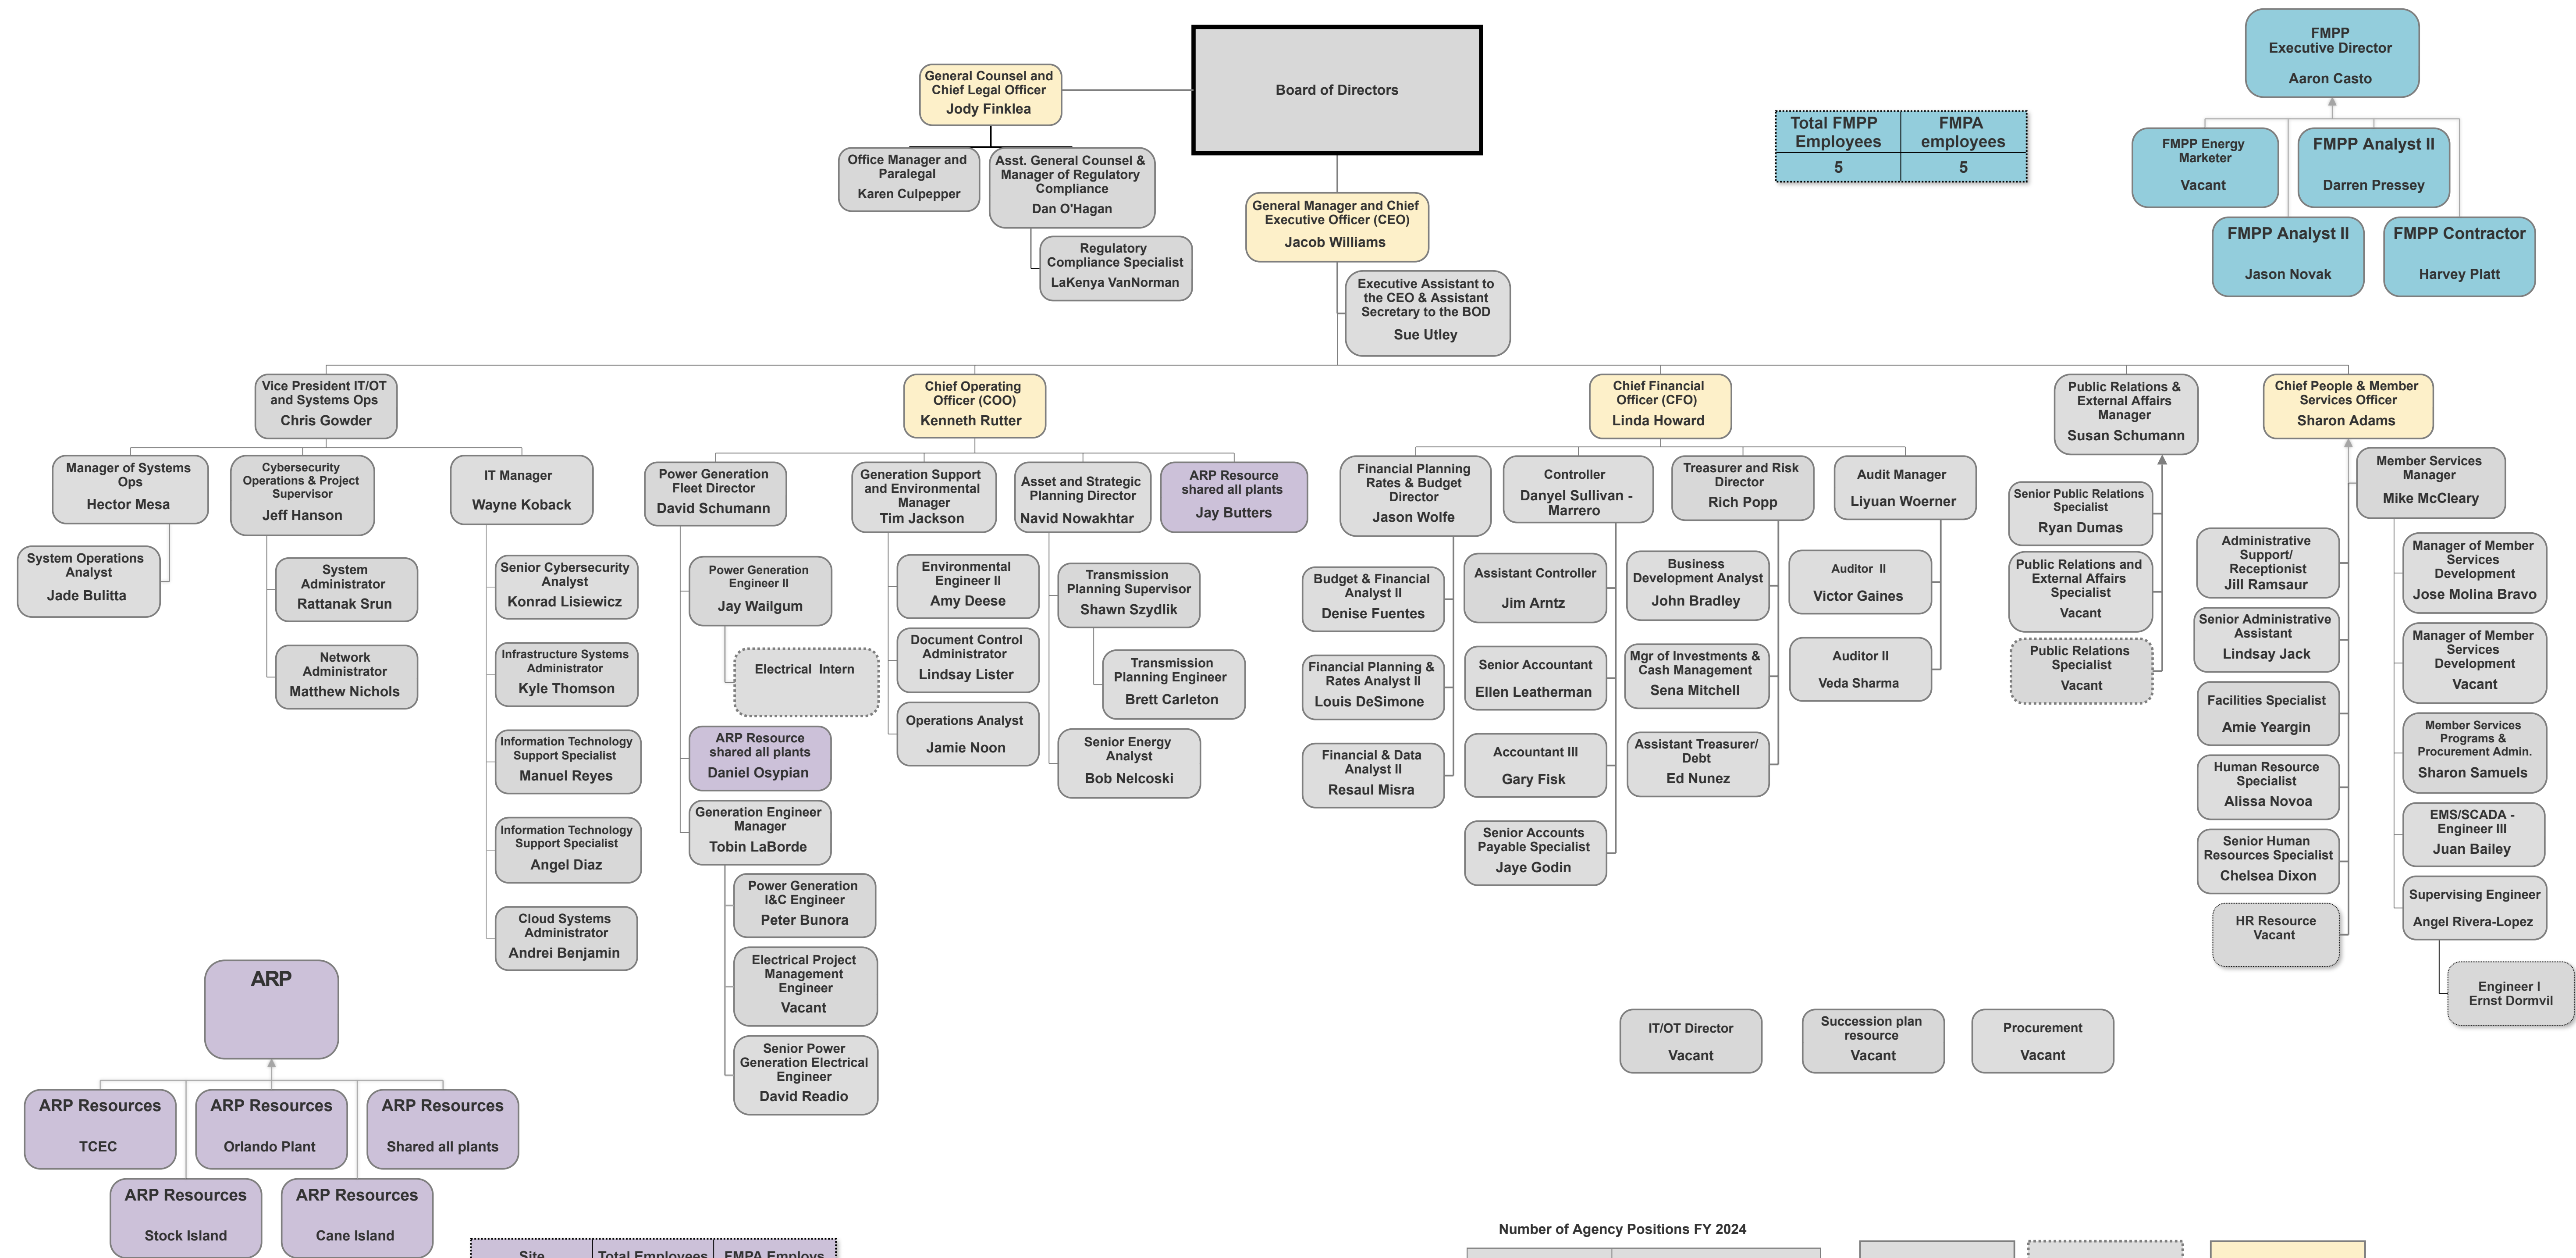 Board of Directors
General Counsel and
Chief Legal Officer
Jody Finklea
Office Manager and
Paralegal
Karen Culpepper
Asst. General Counsel &
Manager of Regulatory
Compliance
Dan O'Hagan
Regulatory
Compliance Specialist
LaKenya VanNorman
General Manager and Chief
Executive Officer (CEO)
Jacob Williams
Executive Assistant to
the CEO & Assistant
Secretary to the BOD
Sue Utley
Total FMPP
Employees
FMPA
employees
5
5
FMPP
Executive Director
Aaron Casto
FMPP Energy
Marketer
Vacant
FMPP Analyst II
Darren Pressey
FMPP Analyst II
Jason Novak
FMPP Contractor
Harvey Platt
Vice President IT/OT
and Systems Ops
Chris Gowder
Manager of Systems
Ops
Hector Mesa
System Operations
Analyst
Jade Bulitta
Cybersecurity
Operations & Project
Supervisor
Jeff Hanson
System
Administrator
Rattanak Srun
Network
Administrator
Matthew Nichols
IT Manager
Wayne Koback
Senior Cybersecurity
Analyst
Konrad Lisiewicz
Infrastructure Systems
Administrator
Kyle Thomson
Information Technology
Support Specialist
Manuel Reyes
Information Technology
Support Specialist
Angel Diaz
Cloud Systems
Administrator
Andrei Benjamin
Chief Operating
Officer (COO)
Kenneth Rutter
Power Generation
Fleet Director
David Schumann
Power Generation
Engineer II
Jay Wailgum
Electrical Intern
ARP Resource
shared all plants
Daniel Osypian
Generation Engineer
Manager
Tobin LaBorde
Power Generation
I&C Engineer
Peter Bunora
Electrical Project
Management
Engineer
Vacant
Senior Power
Generation Electrical
Engineer
David Readio
Generation Support
and Environmental
Manager
Tim Jackson
Environmental
Engineer II
Amy Deese
Document Control
Administrator
Lindsay Lister
Operations Analyst
Jamie Noon
Asset and Strategic
Planning Director
Navid Nowakhtar
Transmission
Planning Supervisor
Shawn Szydlik
Transmission
Planning Engineer
Brett Carleton
Senior Energy
Analyst
Bob Nelcoski
ARP Resource
shared all plants
Jay Butters
Chief Financial
Officer (CFO)
Linda Howard
Financial Planning
Rates & Budget
Director
Jason Wolfe
Budget & Financial
Analyst II
Denise Fuentes
Financial Planning &
Rates Analyst II
Louis DeSimone
Financial & Data
Analyst II
Resaul Misra
Controller
Danyel Sullivan -
Marrero
Assistant Controller
Jim Arntz
Senior Accountant
Ellen Leatherman
Accountant III
Gary Fisk
Senior Accounts
Payable Specialist
Jaye Godin
Treasurer and Risk
Director
Rich Popp
Business
Development Analyst
John Bradley
Mgr of Investments &
Cash Management
Sena Mitchell
Assistant Treasurer/
Debt
Ed Nunez
Audit Manager
Liyuan Woerner
Auditor II
Victor Gaines
Auditor II
Veda Sharma
Public Relations &
External Affairs
Manager
Susan Schumann
Senior Public Relations
Specialist
Ryan Dumas
Public Relations and
External Affairs
Specialist
Vacant
Public Relations
Specialist
Vacant
Chief People & Member
Services Officer
Sharon Adams
Administrative
Support/
Receptionist
Jill Ramsaur
Senior Administrative
Assistant
Lindsay Jack
Facilities Specialist
Amie Yeargin
Human Resource
Specialist
Alissa Novoa
Senior Human
Resources Specialist
Chelsea Dixon
HR Resource
Vacant
Member Services
Manager
Mike McCleary
Manager of Member
Services
Development
Jose Molina Bravo
Manager of Member
Services
Development
Vacant
Member Services
Programs &
Procurement Admin.
Sharon Samuels
EMS/SCADA -
Engineer III
Juan Bailey
Supervising Engineer
Angel Rivera-Lopez
Engineer I
Ernst Dormvil
IT/OT Director
Vacant
Succession plan
resource
Vacant
Procurement
Vacant
ARP
ARP Resources
TCEC
ARP Resources
Orlando Plant
ARP Resources
Shared all plants
ARP Resources
Stock Island
ARP Resources
Cane Island
Site
Total Employees
FMPA Employs
Number of Agency Positions FY 2024